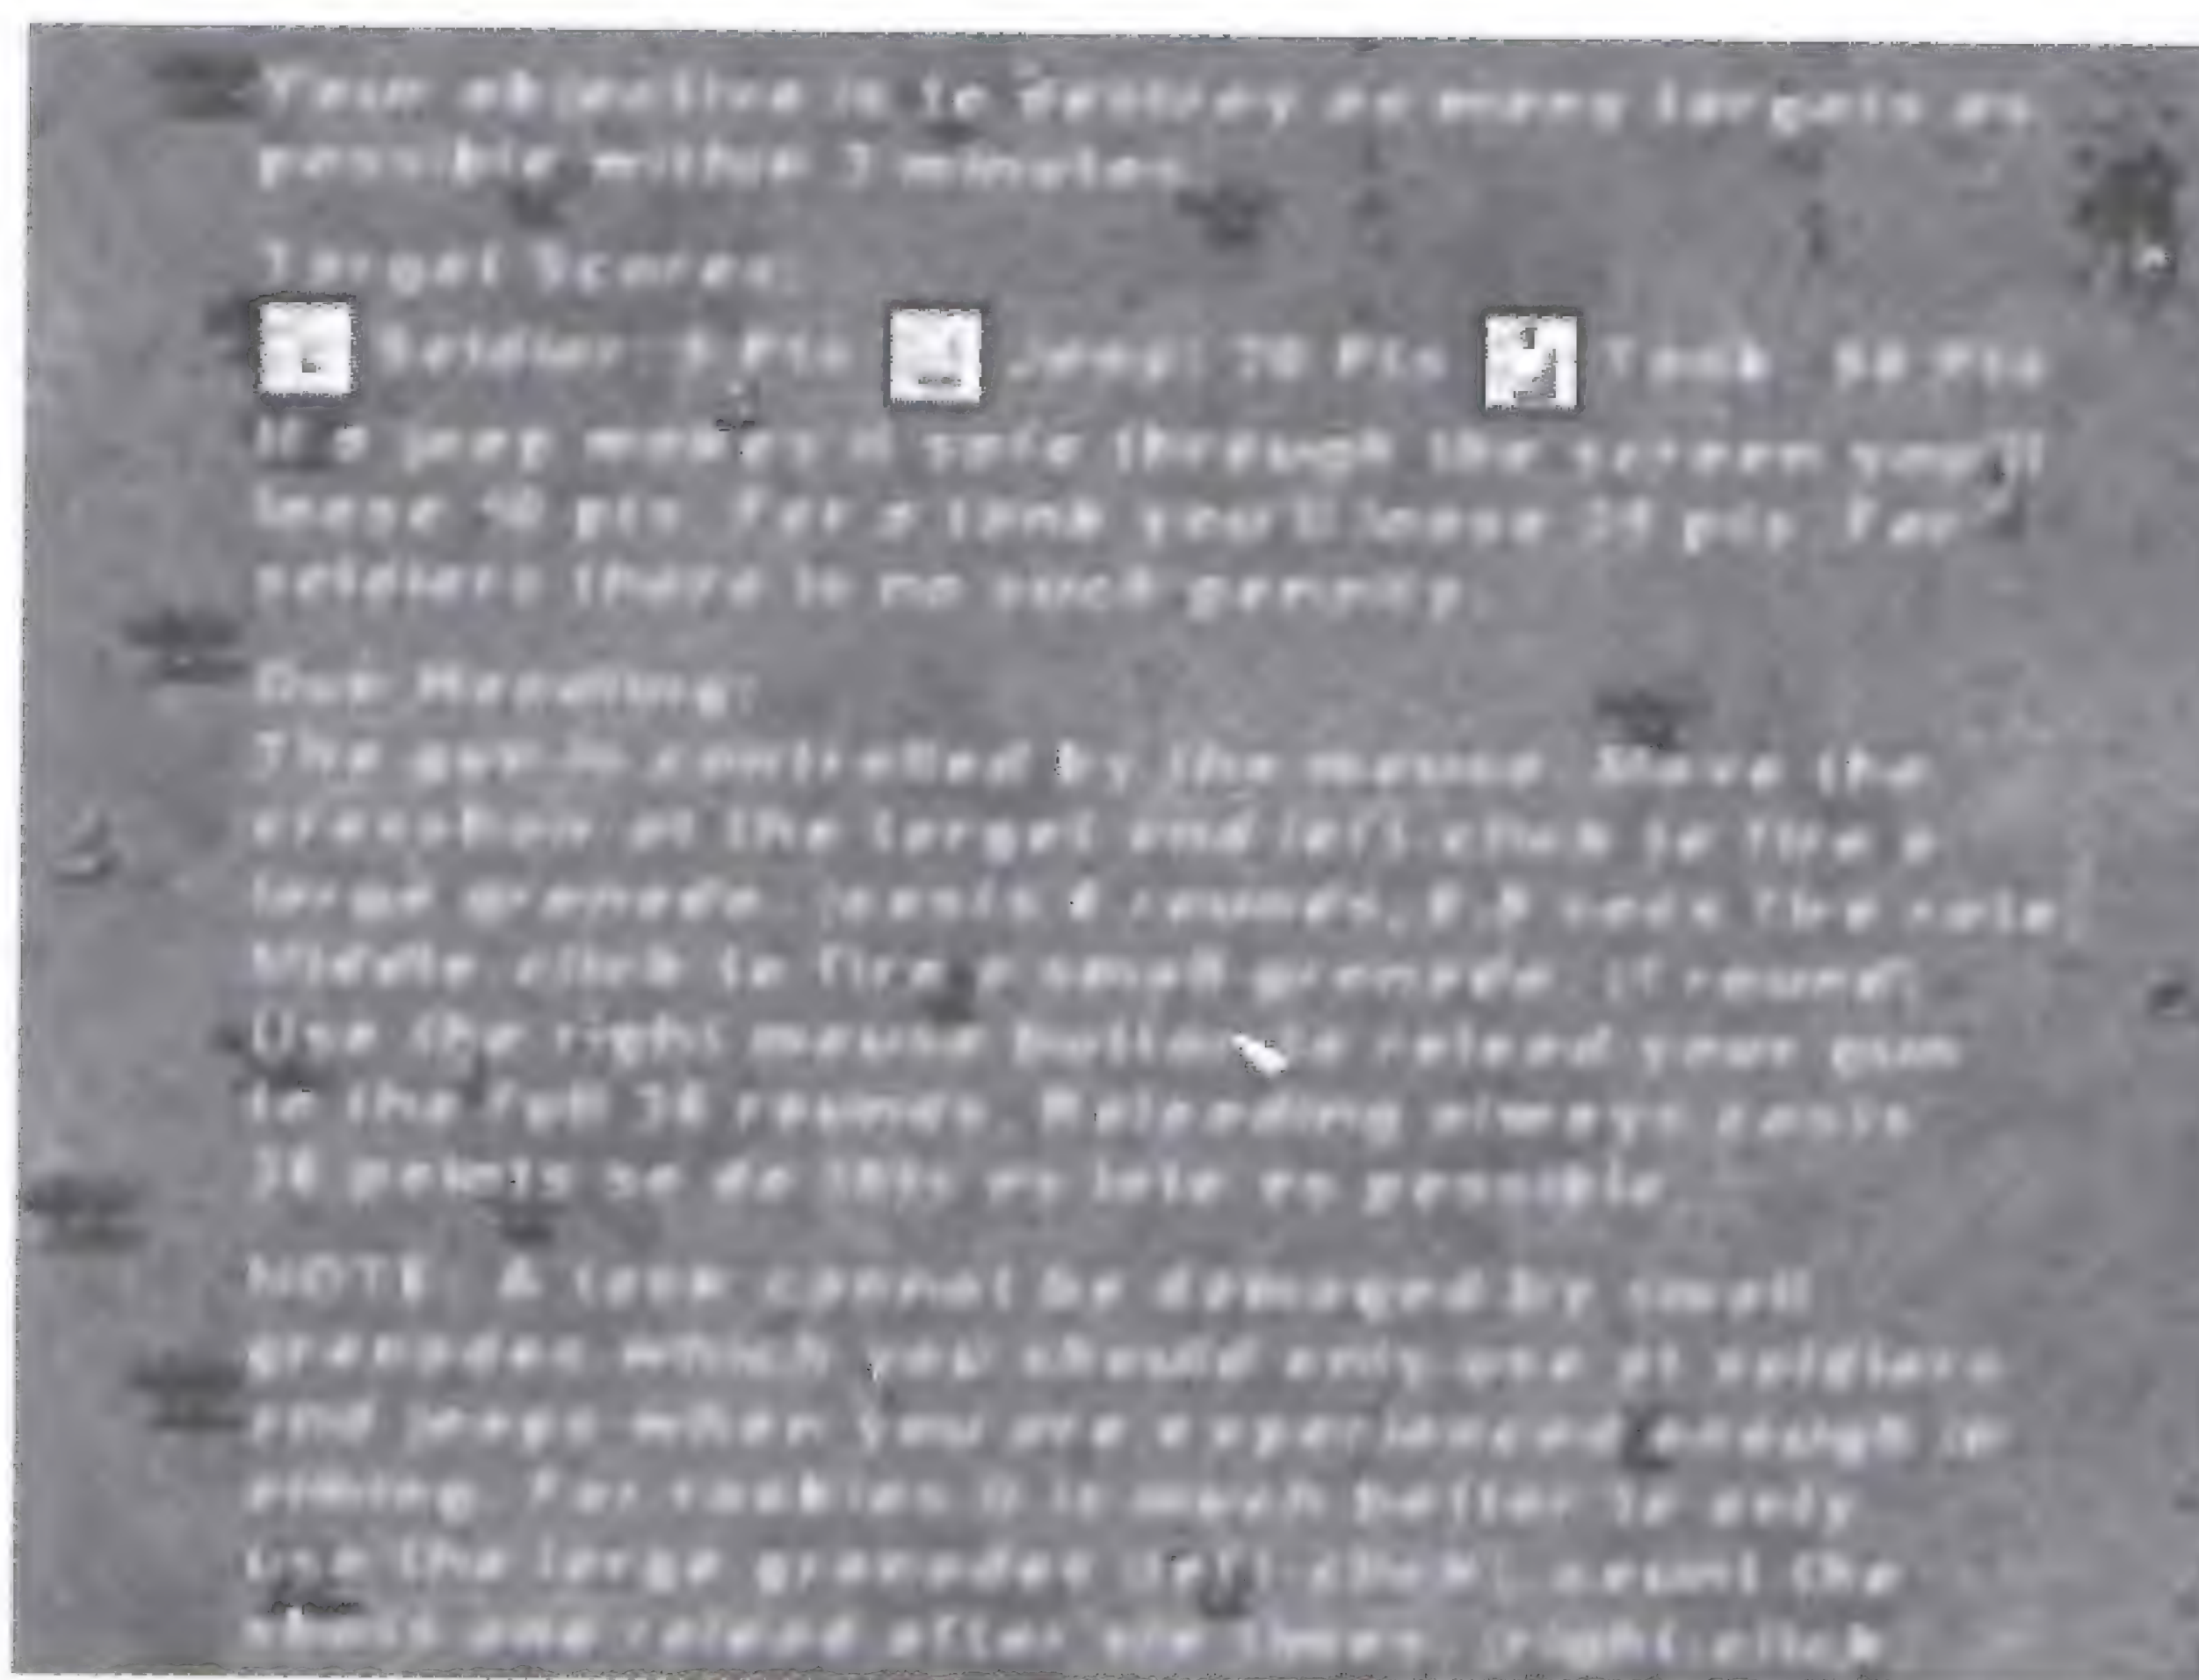 Your objective is to destroy as many targets as
possible within 3 minutes.
Target Scores:
Soldier: Pts Jeep: 20 Pts Tank: Pts
If a jeep makes it safe through the screen you'll
loose pts. For a tank you'll loose pts. For
soldiers there is no such penalty.
Handling:
The gun is controlled by the mouse. Move the
at the target and left click to fire a
large grenade. rounds, secs the
Middle click to fire a small grenade. round)
Use the right mouse button to reload your gun
to the full rounds. Reloading always costs
points so do this as late as possible.
NOTE: A tank cannot be damaged by small
grenades which you should only use at soldiers
and jeeps when you are experienced enough in
aiming. For rookies it is much better to only
use the large grenades (left click), count the
shots and reload after (right click